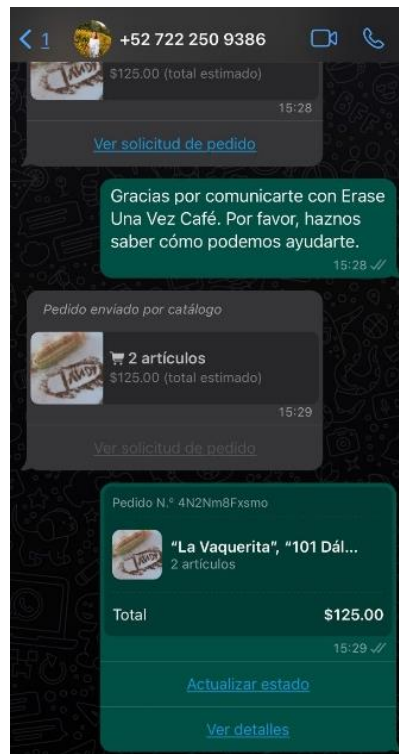 1 +52 722 250 9386
$125.00 (total estimado)
15:28
Ver solicitud de pedido
Gracias por comunicarte con Erase
Una Vez Café. Por favor, haznos
saber cómo podemos ayudarte.
15:28
Pedido enviado por catálogo
2 artículos
$125.00 (total estimado)
15:29
Ver solicitud de pedido
Pedido N.° 4N2Nm8Fxsmo
“La Vaquerita”, “101 Dál...
2 artículos
Total $125.00
15:29
Actualizar estado
Ver detalles